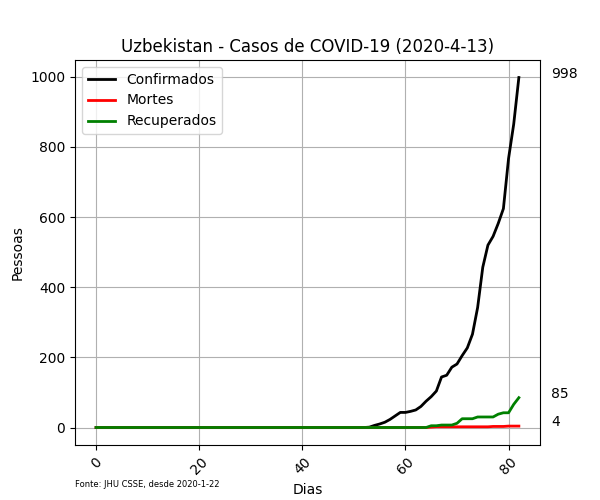 Uzbekistan - Casos de COVID-19 (2020-4-13)
Confirmados
Mortes
Recuperados
998
85
4
1000
800
600
400
200
0
Pessoas
0 20 40 60 80
Dias
Fonte: JHU CSSE, desde 2020-1-22